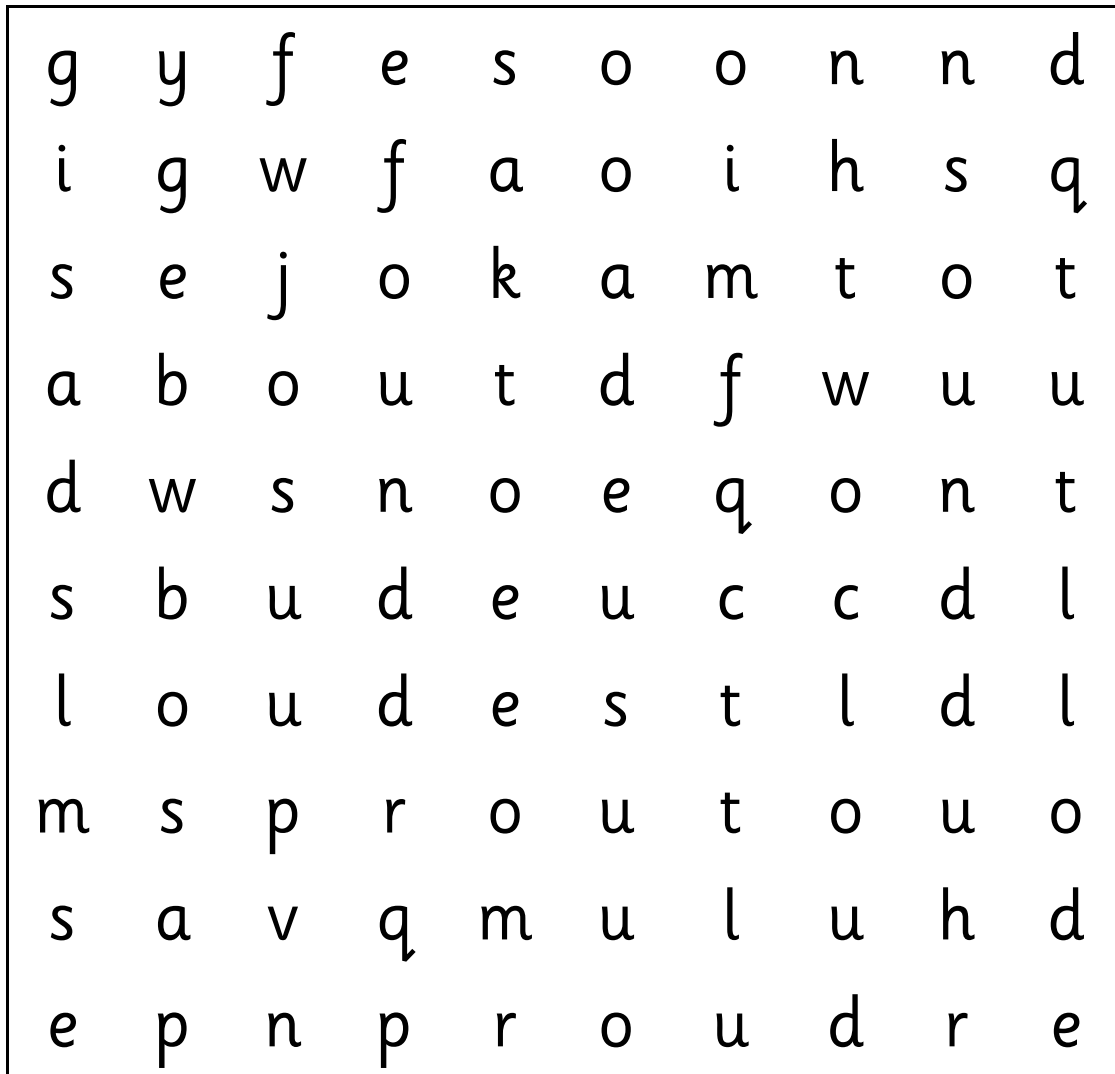 g y f e s o o n n d
i g w f a o i h s q
s e j o k a m t o t
a b o u t d f w u u
d w s n o e q o n t
s b u d e u c c d l
l o u d e s t l d l
m s p r o u t o u o
s a v q m u l u h d
e p n p r o u d r e